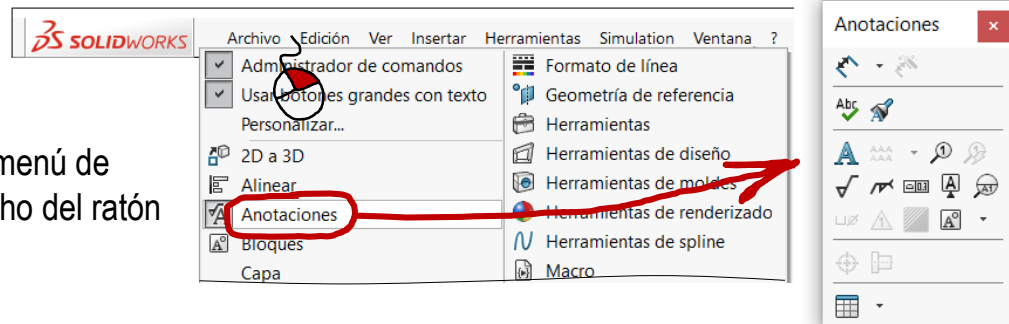 SOLIDWORKS
Archivo Edición Ver Insertar Herramientas Simulation Ventana ?
Administrador de comandos
Usar botones grandes con texto
Personalizar...
2D a 3D
Alinear
Anotaciones
Bloques
Capa
Formato de línea
Geometría de referencia
Herramientas
Herramientas de diseño
Herramientas de moldes
Herramientas de renderizado
Herramientas de spline
Macro
menú de
ho del ratón
Anotaciones
Abc